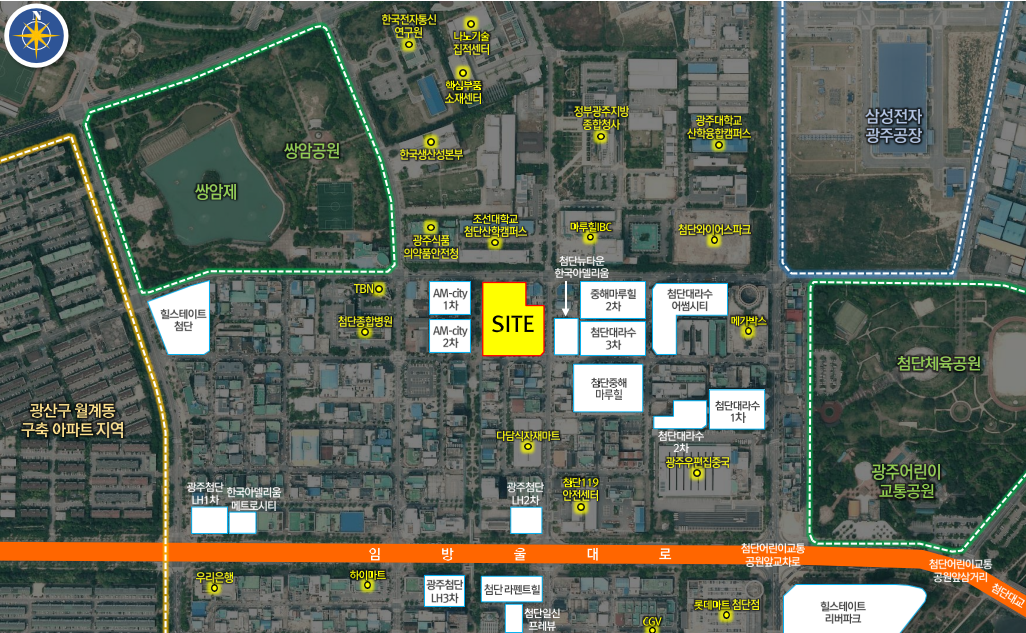 N
한국전자통신
연구원
나노기술
집적센터
핵심부품
소재센터
정부광주지방
종합청사
광주대학교
산학융합캠퍼스
삼성전자
광주공장
쌍암공원
한국생산성본부
쌍암제
조선대학교
첨단산학캠퍼스
광주식품
의약품안전청
마루힐IBC
첨단와이어스파크
첨단뉴타운
한국아델리움
TBN
AM-city
1차
SITE
중해마루힐
2차
첨단대라수
어썸시티
힐스테이트
첨단
첨단종합병원
AM-city
2차
첨단대라수
3차
메가박스
첨단체육공원
첨단중해
마루힐
광산구 월계동
구축 아파트 지역
첨단대라수
1차
다담식자재마트
첨단대라수
2차
광주우편집중국
광주어린이
교통공원
광주첨단
LH1차
한국아델리움
메트로시티
광주첨단
LH2차
첨단119
안전센터
임 방 울 대 로
첨단어린이교통
공원앞교차로
첨단어린이교통
공원앞삼거리
첨단대교
우리은행
하이마트
광주첨단
LH3차
첨단 라펜트힐
첨단일신
프레뷰
CGV
롯데마트 첨단점
힐스테이트
리버파크